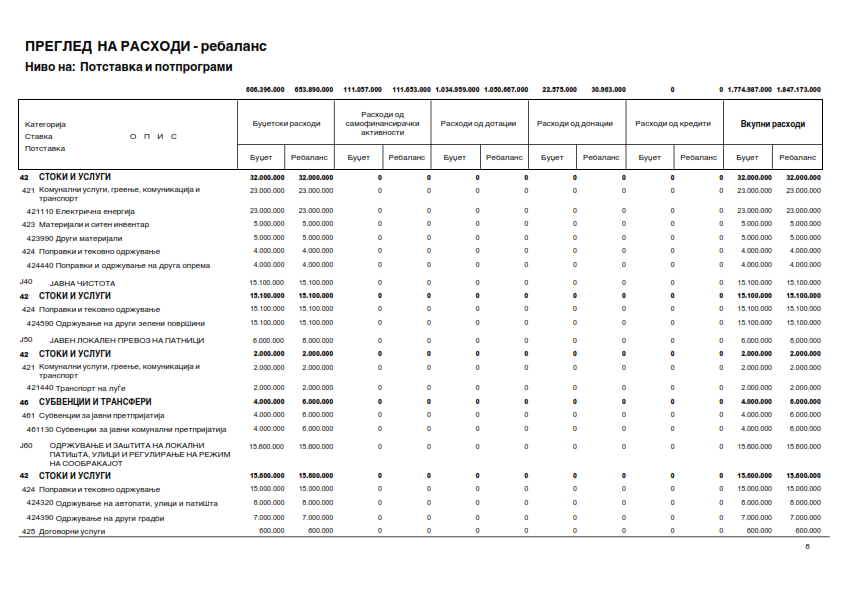 ПРЕГЛЕД НА РАСХОДИ - ребаланс
Ниво на: Потставка и потпрограми
606.396.000 653.890.000 111.057.000 111.653.000 1.034.959.000 1.050.667.000 22.575.000 30.963.000 0 0 1.774.987.000 1.847.173.000
Категорија
Ставка О П И С
Потставка
Буџетски расходи
Расходи од самофинансирачки активности
Расходи од дотации
Расходи од донации
Расходи од кредити
Вкупни расходи
Буџет Ребаланс Буџет Ребаланс Буџет Ребаланс Буџет Ребаланс Буџет Ребаланс Буџет Ребаланс
42 СТОКИ И УСЛУГИ 32.000.000 32.000.000 0 0 0 0 0 0 0 0 32.000.000 32.000.000
421 Комунални услуги, греење, комуникација и 23.000.000 23.000.000 0 0 0 0 0 0 0 0 23.000.000 23.000.000
транспорт
421110 Електрична енергија 23.000.000 23.000.000 0 0 0 0 0 0 0 0 23.000.000 23.000.000
423 Материјали и ситен инвентар 5.000.000 5.000.000 0 0 0 0 0 0 0 0 5.000.000 5.000.000
423990 Други материјали 5.000.000 5.000.000 0 0 0 0 0 0 0 0 5.000.000 5.000.000
424 Поправки и тековно одржување 4.000.000 4.000.000 0 0 0 0 0 0 0 0 4.000.000 4.000.000
424440 Поправки и одржување на друга опрема 4.000.000 4.000.000 0 0 0 0 0 0 0 0 4.000.000 4.000.000
J40 ЈАВНА ЧИСТОТА 15.100.000 15.100.000 0 0 0 0 0 0 0 0 15.100.000 15.100.000
42 СТОКИ И УСЛУГИ 15.100.000 15.100.000 0 0 0 0 0 0 0 0 15.100.000 15.100.000
424 Поправки и тековно одржување 15.100.000 15.100.000 0 0 0 0 0 0 0 0 15.100.000 15.100.000
424590 Одржување на други зелени површини 15.100.000 15.100.000 0 0 0 0 0 0 0 0 15.100.000 15.100.000
J50 ЈАВЕН ЛОКАЛЕН ПРЕВОЗ НА ПАТНИЦИ 6.000.000 8.000.000 0 0 0 0 0 0 0 0 6.000.000 8.000.000
42 СТОКИ И УСЛУГИ 2.000.000 2.000.000 0 0 0 0 0 0 0 0 2.000.000 2.000.000
421 Комунални услуги, греење, комуникација и 2.000.000 2.000.000 0 0 0 0 0 0 0 0 2.000.000 2.000.000
транспорт
421440 Транспорт на луѓе 2.000.000 2.000.000 0 0 0 0 0 0 0 0 2.000.000 2.000.000
46 СУБВЕНЦИИ И ТРАНСФЕРИ 4.000.000 6.000.000 0 0 0 0 0 0 0 0 4.000.000 6.000.000
461 Субвенции за јавни претпријатија 4.000.000 6.000.000 0 0 0 0 0 0 0 0 4.000.000 6.000.000
461130 Субвенции за јавни комунални претпријатија 4.000.000 6.000.000 0 0 0 0 0 0 0 0 4.000.000 6.000.000
J60 ОДРЖУВАЊЕ И ЗАШТИТА НА ЛОКАЛНИ 15.600.000 15.600.000 0 0 0 0 0 0 0 0 15.600.000 15.600.000
ПАТИШТА, УЛИЦИ И РЕГУЛИРАЊЕ НА РЕЖИМ
НА СООБРАКАЈОТ
42 СТОКИ И УСЛУГИ 15.600.000 15.600.000 0 0 0 0 0 0 0 0 15.600.000 15.600.000
424 Поправки и тековно одржување 15.000.000 15.000.000 0 0 0 0 0 0 0 0 15.000.000 15.000.000
424320 Одржување на автопати, улици и патишта 8.000.000 8.000.000 0 0 0 0 0 0 0 0 8.000.000 8.000.000
424390 Одржување на други градби 7.000.000 7.000.000 0 0 0 0 0 0 0 0 7.000.000 7.000.000
425 Договорни услуги 600.000 600.000 0 0 0 0 0 0 0 0 600.000 600.000
8